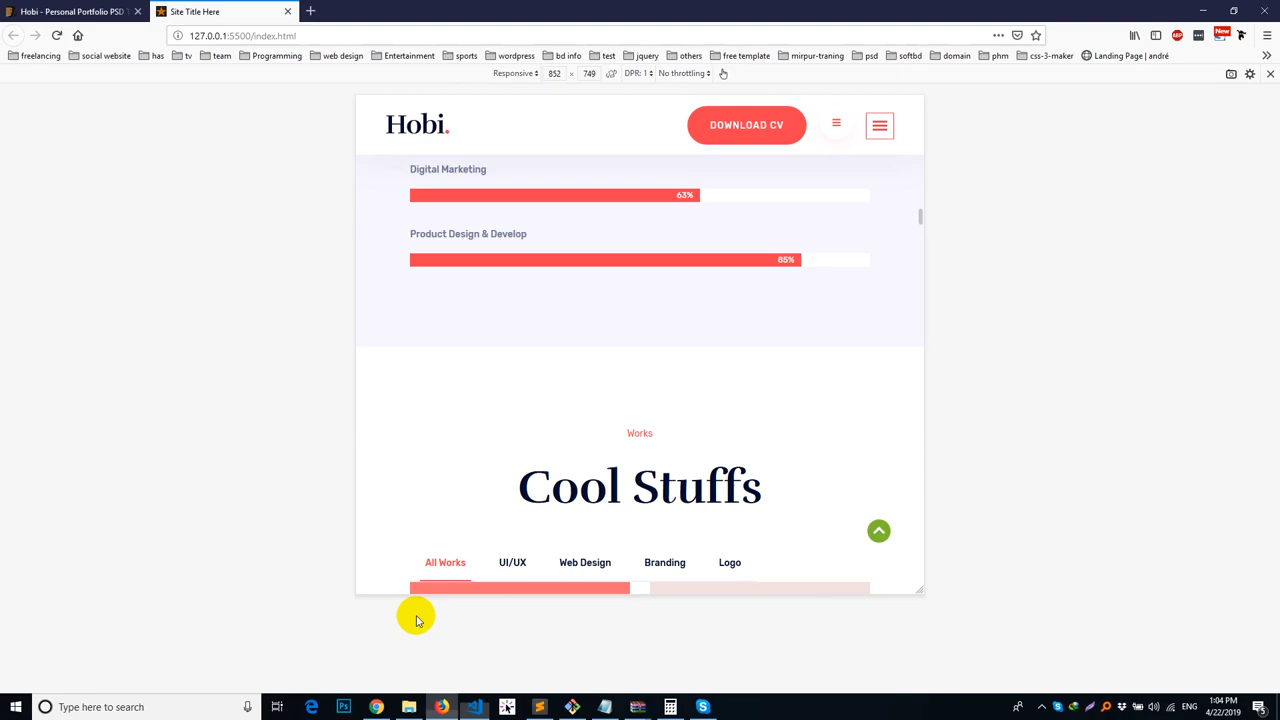 Hobi - Personal Portfolio PSD T
Site Title Here
127.0.0.1:5500/index.html
New
ABP
freelancing social website has tv team Programming web design Entertainment sports wordpress bd info test jquery others free template mirpur-traning psd softbd domain phm css-3-maker Landing Page | andré
Responsive 852 × 749 DPR: 1 No throttling
Hobi. DOWNLOAD CV
Digital Marketing
63%
Product Design & Develop
85%
Works
Cool Stuffs
All Works UI/UX Web Design Branding Logo
Type here to search
Ps
ENG
1:04 PM
4/22/2019